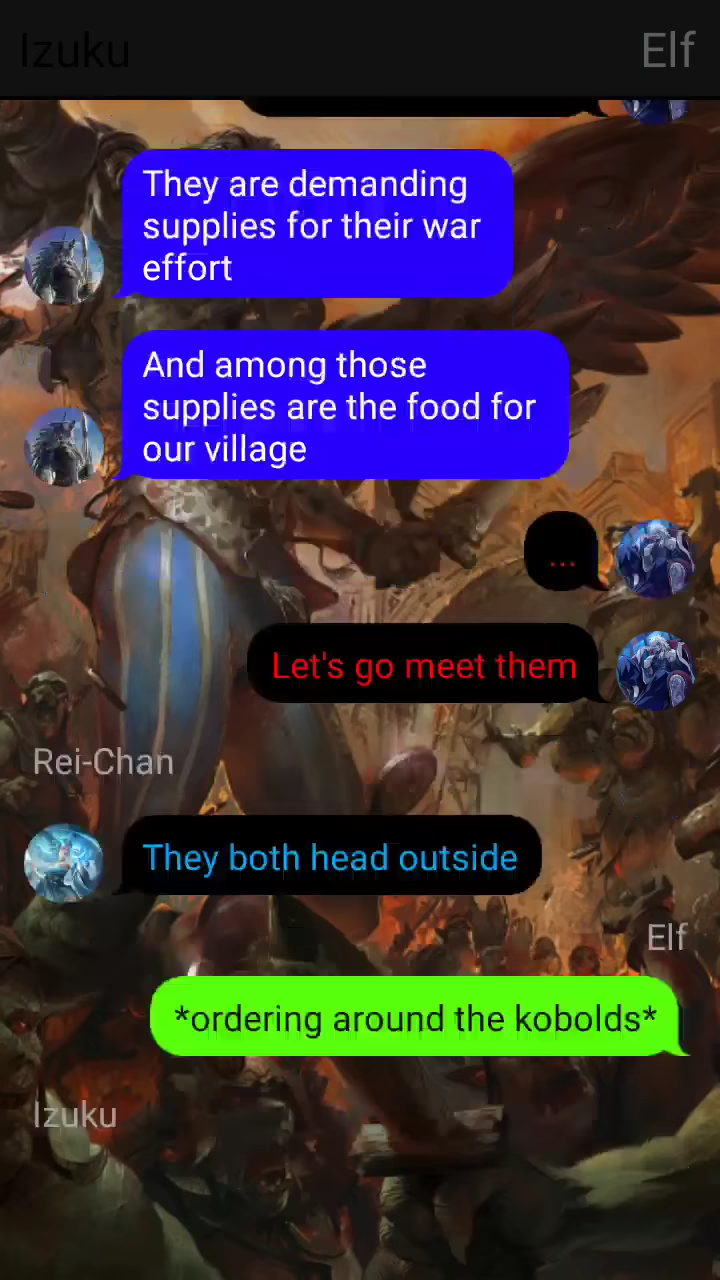 Izuku
Elf
They are demanding
supplies for their war
effort
And among those
supplies are the food for
our village
...
Let's go meet them
Rei-Chan
They both head outside
Elf
*ordering around the kobolds*
Izuku